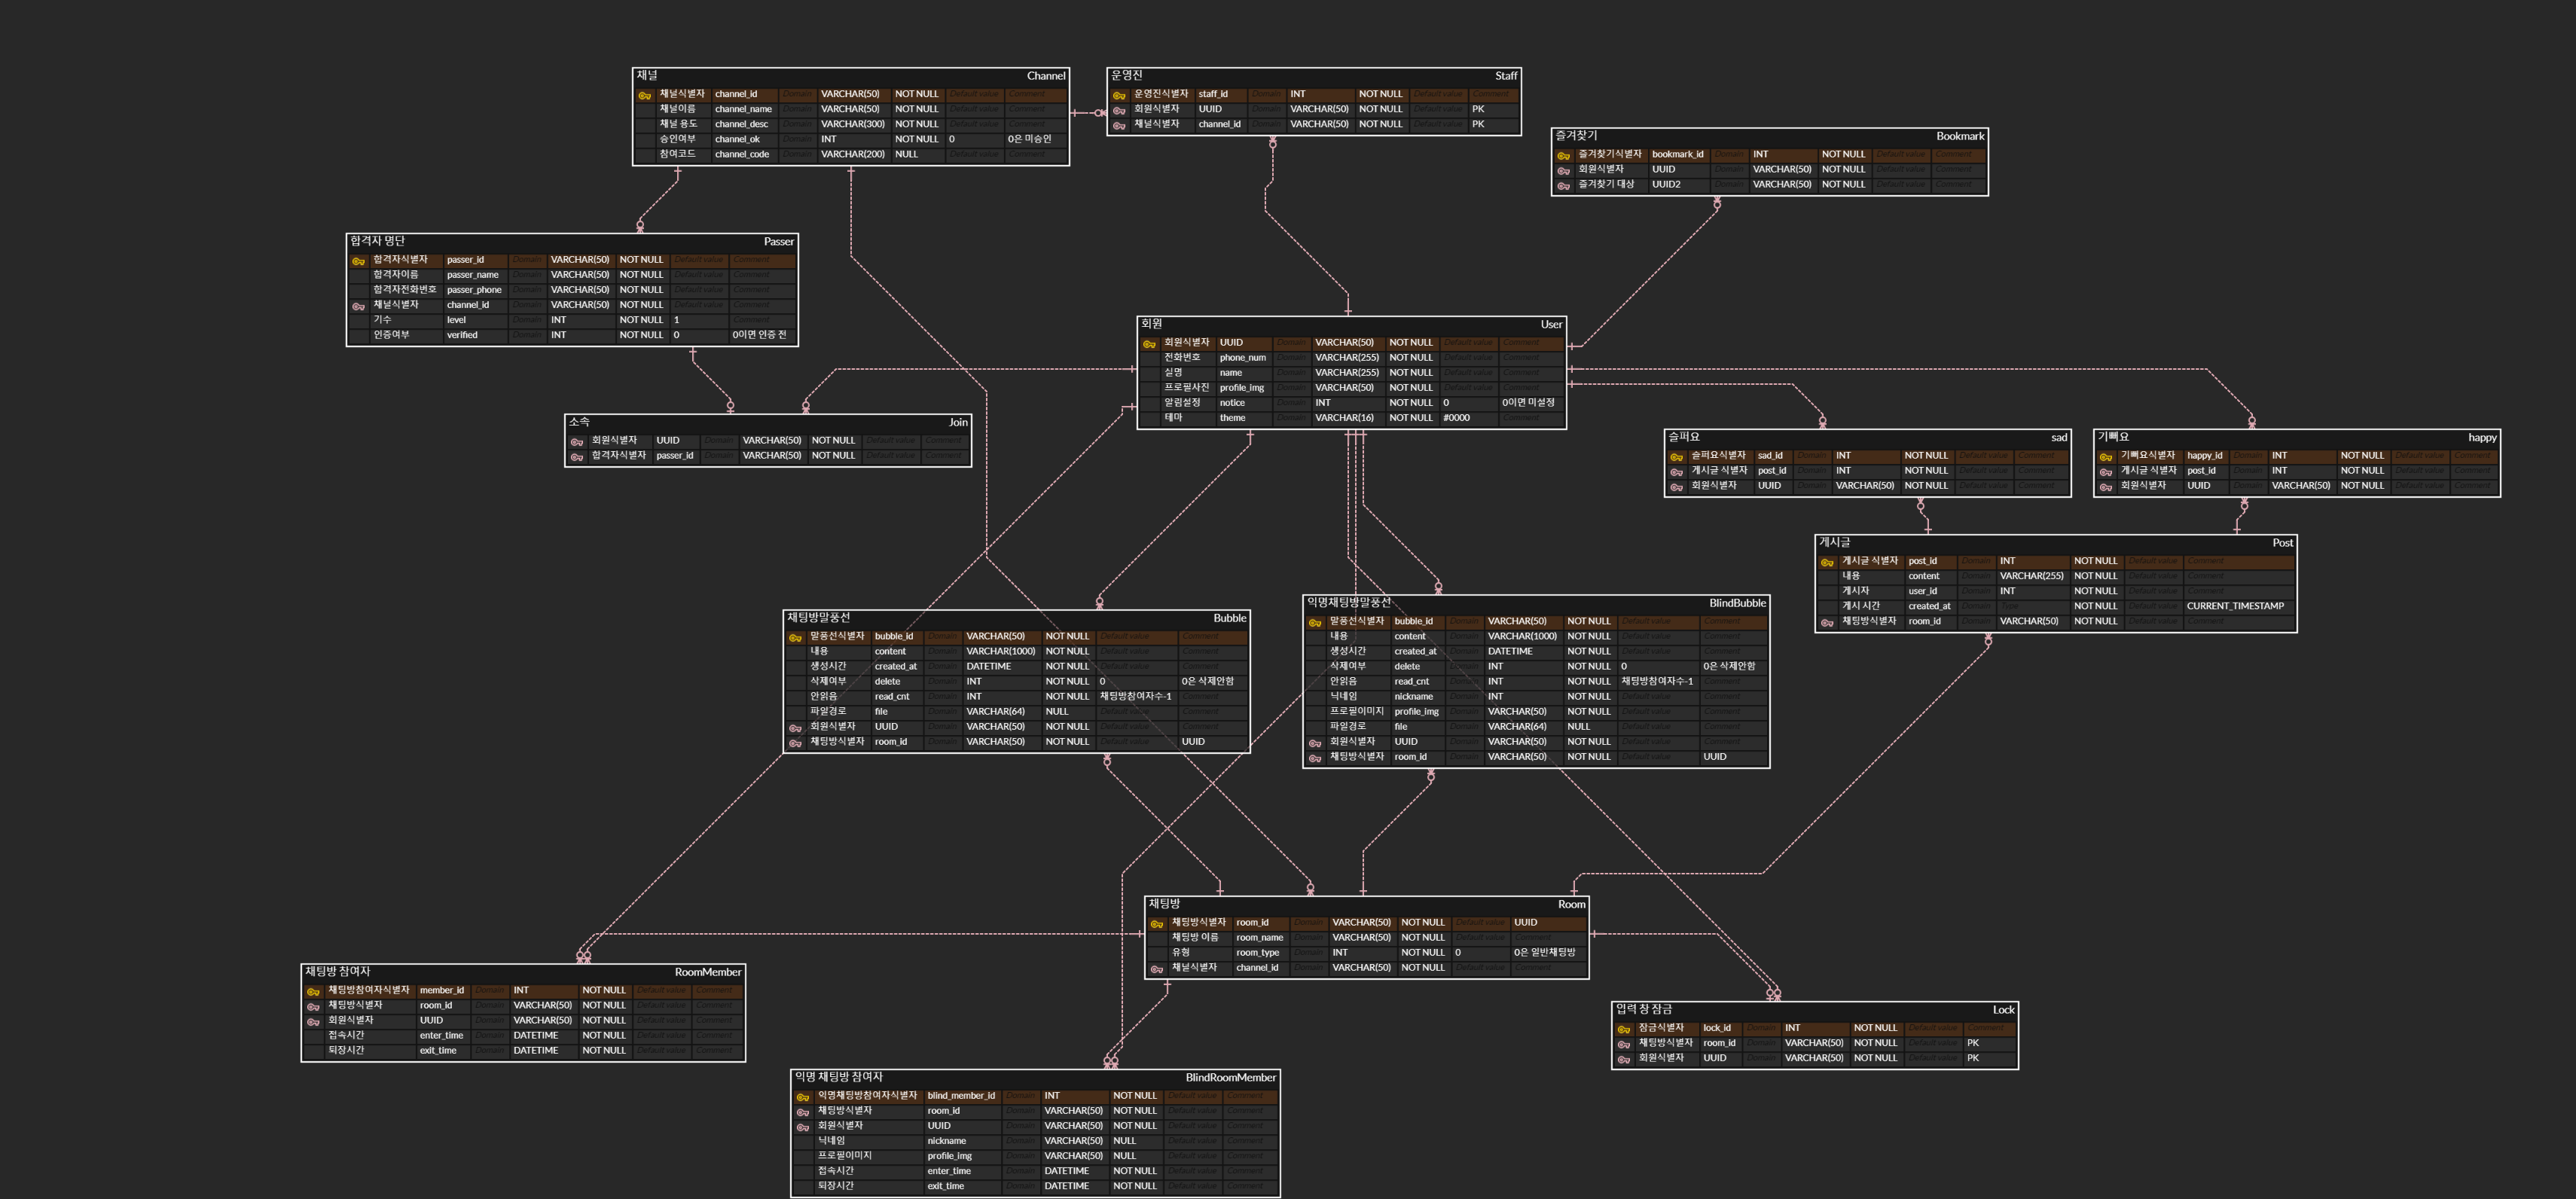 채널 Channel
채널식별자 channel_id Domain VARCHAR(50) NOT NULL Default value Comment
채널이름 channel_name Domain VARCHAR(50) NOT NULL Default value Comment
채널 용도 channel_desc Domain VARCHAR(300) NOT NULL Default value Comment
승인여부 channel_ok Domain INT NOT NULL 0 0은 미승인
참여코드 channel_code Domain VARCHAR(200) NULL Default value Comment
운영진 Staff
운영진식별자 staff_id Domain INT NOT NULL Default value Comment
회원식별자 UUID Domain VARCHAR(50) NOT NULL Default value PK
채널식별자 channel_id Domain VARCHAR(50) NOT NULL Default value PK
즐겨찾기 Bookmark
즐겨찾기식별자 bookmark_id Domain INT NOT NULL Default value Comment
회원식별자 UUID Domain VARCHAR(50) NOT NULL Default value Comment
즐겨찾기 대상 UUID2 Domain VARCHAR(50) NOT NULL Default value Comment
합격자 명단 Passer
합격자식별자 passer_id Domain VARCHAR(50) NOT NULL Default value Comment
합격자이름 passer_name Domain VARCHAR(50) NOT NULL Default value Comment
합격자전화번호 passer_phone Domain VARCHAR(50) NOT NULL Default value Comment
채널식별자 channel_id Domain VARCHAR(50) NOT NULL Default value Comment
기수 level Domain INT NOT NULL 1 Comment
인증여부 verified Domain INT NOT NULL 0 0이면 인증 전
회원 User
회원식별자 UUID Domain VARCHAR(50) NOT NULL Default value Comment
전화번호 phone_num Domain VARCHAR(255) NOT NULL Default value Comment
실명 name Domain VARCHAR(255) NOT NULL Default value Comment
프로필사진 profile_img Domain VARCHAR(50) NOT NULL Default value Comment
알림설정 notice Domain INT NOT NULL 0 0이면 미설정
테마 theme Domain VARCHAR(16) NOT NULL #0000 Comment
소속 Join
회원식별자 UUID Domain VARCHAR(50) NOT NULL Default value Comment
합격자식별자 passer_id Domain VARCHAR(50) NOT NULL Default value Comment
슬퍼요 sad
슬퍼요식별자 sad_id Domain INT NOT NULL Default value Comment
게시글 식별자 post_id Domain INT NOT NULL Default value Comment
회원식별자 UUID Domain VARCHAR(50) NOT NULL Default value Comment
기뻐요 happy
기뻐요식별자 happy_id Domain INT NOT NULL Default value Comment
게시글 식별자 post_id Domain INT NOT NULL Default value Comment
회원식별자 UUID Domain VARCHAR(50) NOT NULL Default value Comment
게시글 Post
게시글 식별자 post_id Domain INT NOT NULL Default value Comment
내용 content Domain VARCHAR(255) NOT NULL Default value Comment
게시자 user_id Domain INT NOT NULL Default value Comment
게시 시간 created_at Domain Type NOT NULL Default value CURRENT_TIMESTAMP
채팅방식별자 room_id Domain VARCHAR(50) NOT NULL Default value Comment
채팅방말풍선 Bubble
말풍선식별자 bubble_id Domain VARCHAR(50) NOT NULL Default value Comment
내용 content Domain VARCHAR(1000) NOT NULL Default value Comment
생성시간 created_at Domain DATETIME NOT NULL Default value Comment
삭제여부 delete Domain INT NOT NULL 0 0은 삭제안함
안읽음 read_cnt Domain INT NOT NULL 채팅방참여자수-1 Comment
파일경로 file Domain VARCHAR(64) NULL Default value Comment
회원식별자 UUID Domain VARCHAR(50) NOT NULL Default value Comment
채팅방식별자 room_id Domain VARCHAR(50) NOT NULL Default value UUID
익명채팅방말풍선 BlindBubble
말풍선식별자 bubble_id Domain VARCHAR(50) NOT NULL Default value Comment
내용 content Domain VARCHAR(1000) NOT NULL Default value Comment
생성시간 created_at Domain DATETIME NOT NULL Default value Comment
삭제여부 delete Domain INT NOT NULL 0 0은 삭제안함
안읽음 read_cnt Domain INT NOT NULL 채팅방참여자수-1 Comment
닉네임 nickname Domain INT NOT NULL Default value Comment
프로필이미지 profile_img Domain VARCHAR(50) NOT NULL Default value Comment
파일경로 file Domain VARCHAR(64) NULL Default value Comment
회원식별자 UUID Domain VARCHAR(50) NOT NULL Default value Comment
채팅방식별자 room_id Domain VARCHAR(50) NOT NULL Default value UUID
채팅방 Room
채팅방식별자 room_id Domain VARCHAR(50) NOT NULL Default value UUID
채팅방 이름 room_name Domain VARCHAR(50) NOT NULL Default value Comment
유형 room_type Domain INT NOT NULL 0 0은 일반채팅방
채널식별자 channel_id Domain VARCHAR(50) NOT NULL Default value Comment
채팅방 참여자 RoomMember
채팅방참여자식별자 member_id Domain INT NOT NULL Default value Comment
채팅방식별자 room_id Domain VARCHAR(50) NOT NULL Default value Comment
회원식별자 UUID Domain VARCHAR(50) NOT NULL Default value Comment
접속시간 enter_time Domain DATETIME NOT NULL Default value Comment
퇴장시간 exit_time Domain DATETIME NOT NULL Default value Comment
입력 창 잠금 Lock
잠금식별자 lock_id Domain INT NOT NULL Default value Comment
채팅방식별자 room_id Domain VARCHAR(50) NOT NULL Default value PK
회원식별자 UUID Domain VARCHAR(50) NOT NULL Default value PK
익명 채팅방 참여자 BlindRoomMember
익명채팅방참여자식별자 blind_member_id Domain INT NOT NULL Default value Comment
채팅방식별자 room_id Domain VARCHAR(50) NOT NULL Default value Comment
회원식별자 UUID Domain VARCHAR(50) NOT NULL Default value Comment
닉네임 nickname Domain VARCHAR(50) NULL Default value Comment
프로필이미지 profile_img Domain VARCHAR(50) NULL Default value Comment
접속시간 enter_time Domain DATETIME NOT NULL Default value Comment
퇴장시간 exit_time Domain DATETIME NOT NULL Default value Comment